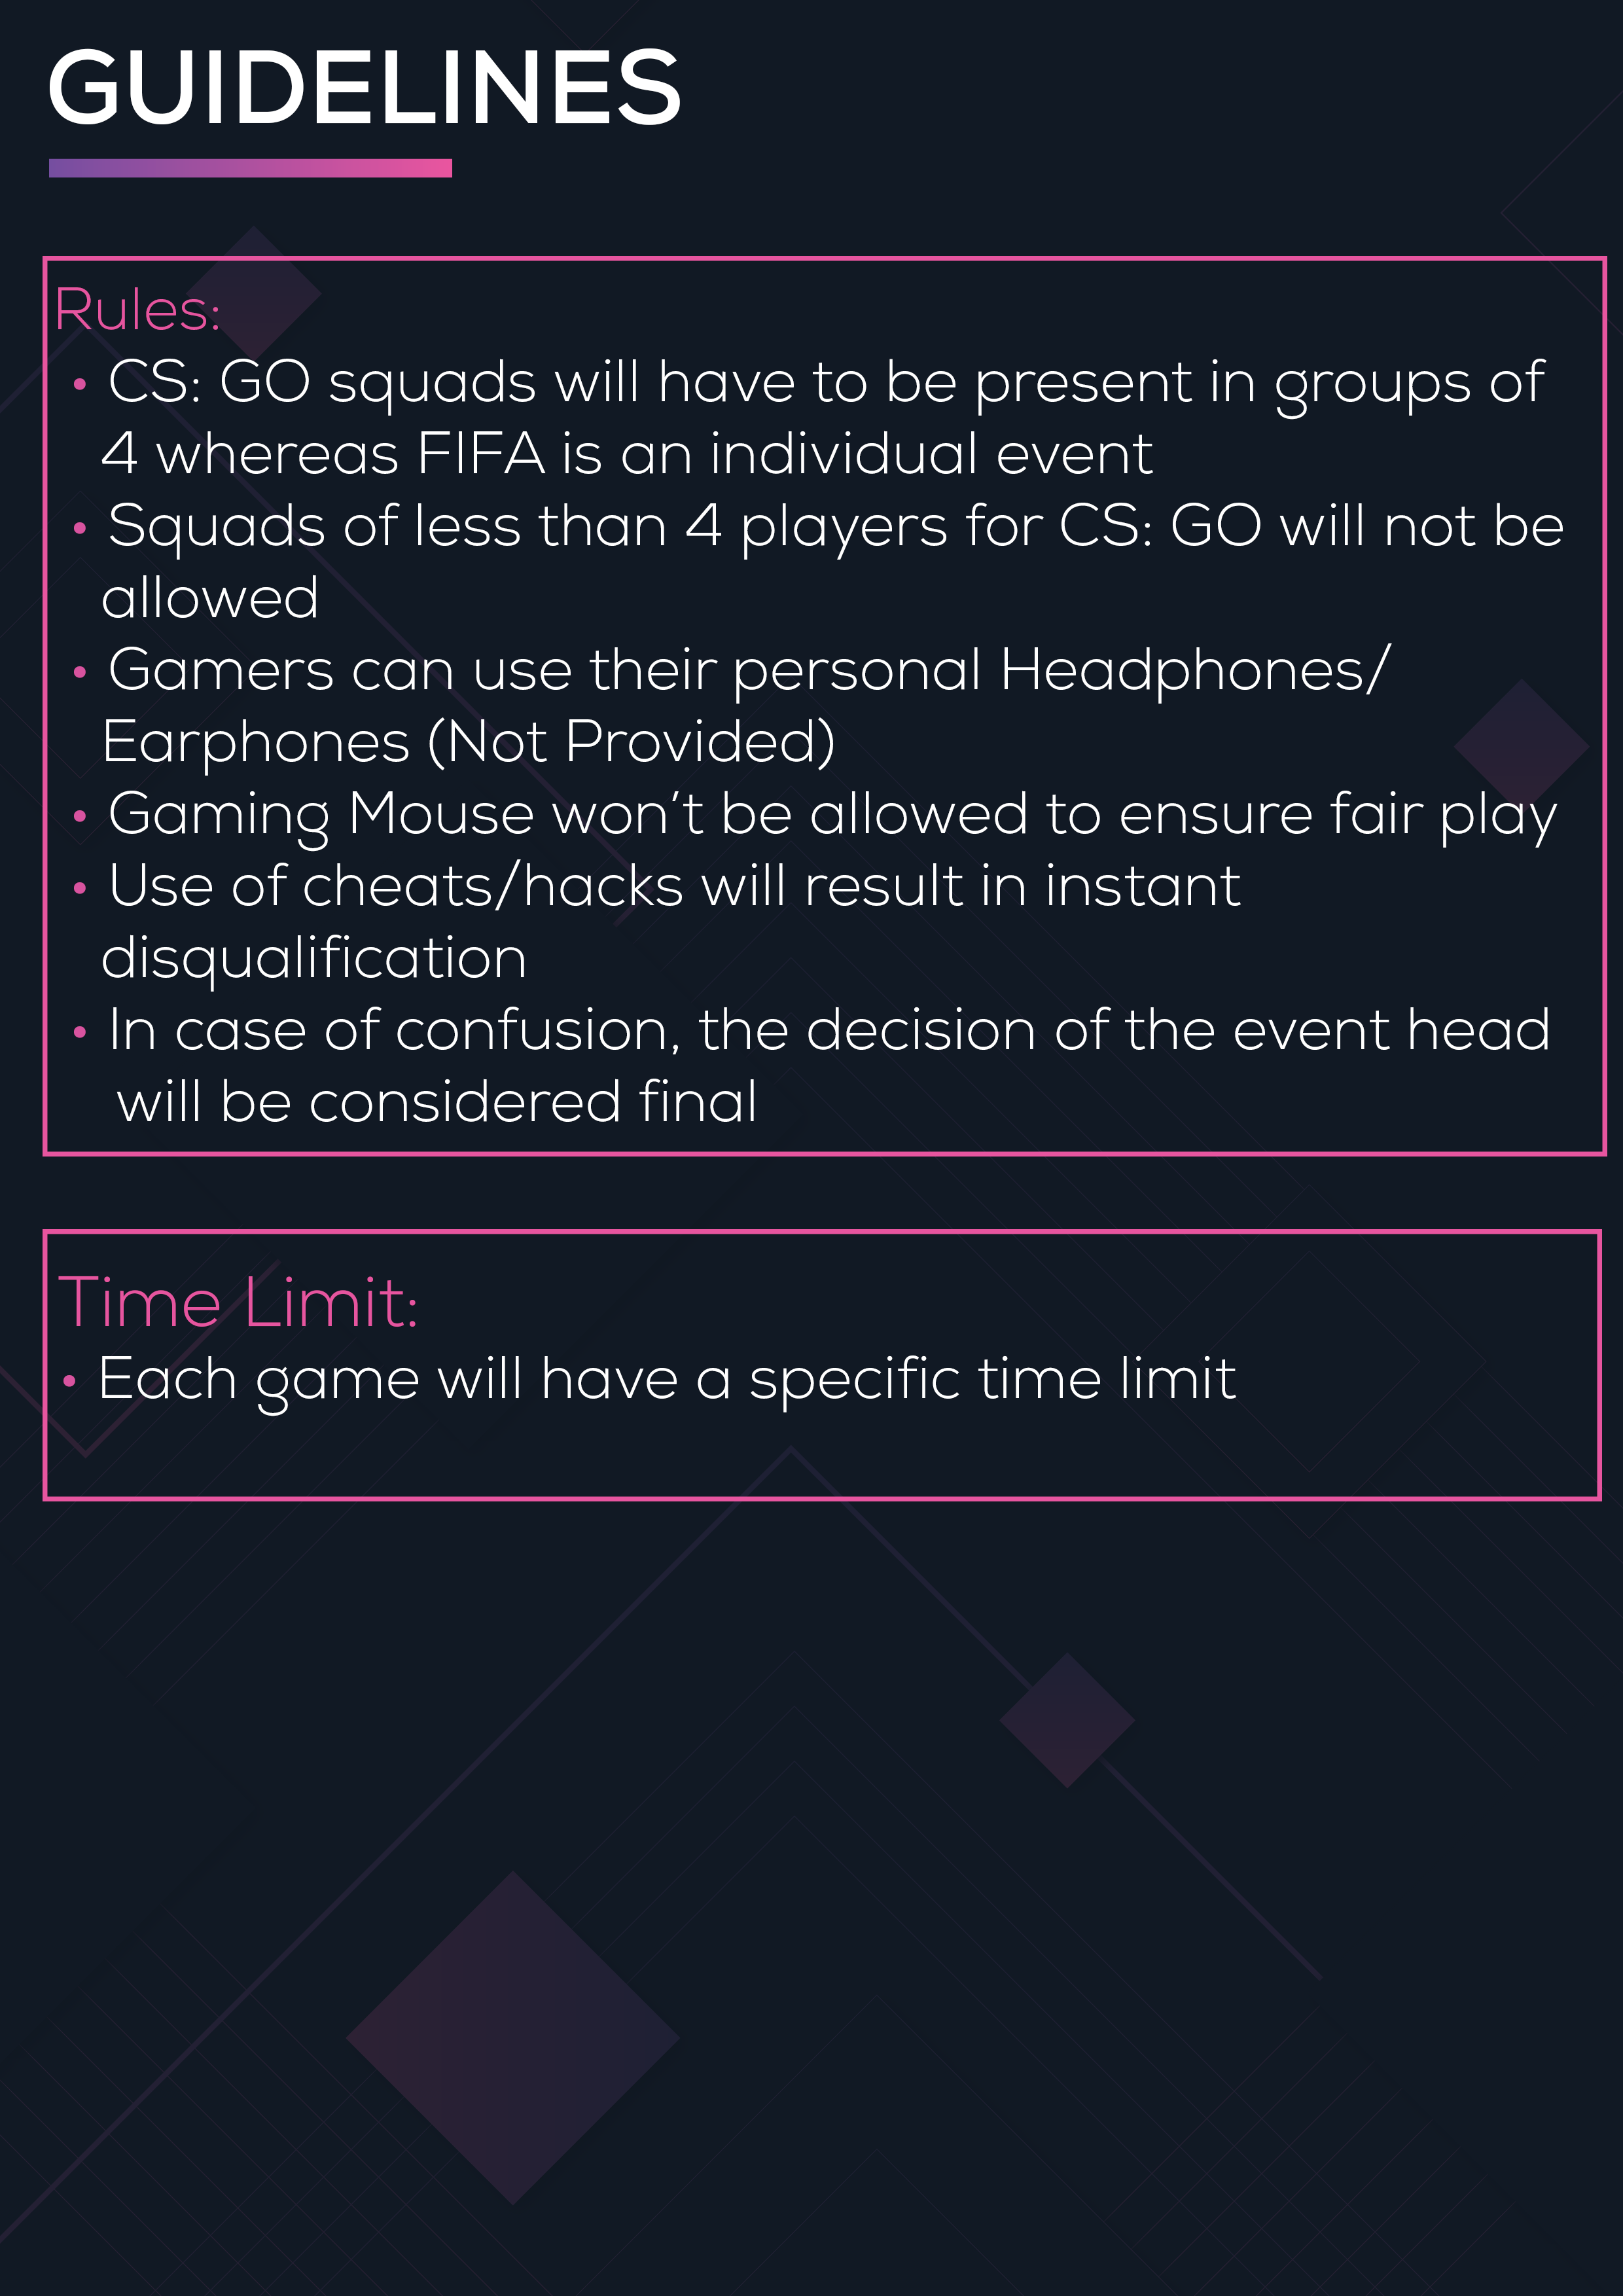 GUIDELINES
Rules:
• CS: GO squads will have to be present in groups of
4 whereas FIFA is an individual event
• Squads of less than 4 players for CS: GO will not be
allowed
• Gamers can use their personal Headphones/
Earphones (Not Provided)
• Gaming Mouse won’t be allowed to ensure fair play
• Use of cheats/hacks will result in instant
disqualification
• In case of confusion, the decision of the event head
will be considered final
Time Limit:
• Each game will have a specific time limit